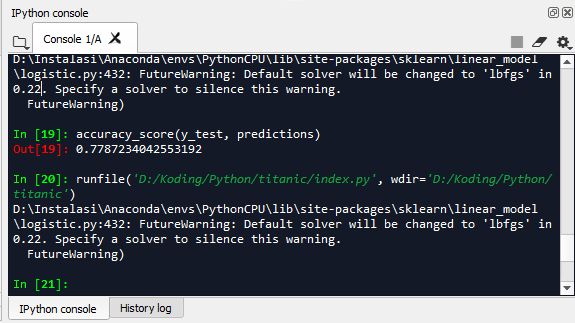 IPython console
Console 1/A
D:\Instalasi\Anaconda\envs\PythonCPU\lib\site-packages\sklearn\linear_model
\logistic.py:432: FutureWarning: Default solver will be changed to 'lbfgs' in
0.22. Specify a solver to silence this warning.
  FutureWarning)
In [19]: accuracy_score(y_test, predictions)
Out[19]: 0.7787234042553192
In [20]: runfile('D:/Koding/Python/titanic/index.py', wdir='D:/Koding/Python/
titanic')
D:\Instalasi\Anaconda\envs\PythonCPU\lib\site-packages\sklearn\linear_model
\logistic.py:432: FutureWarning: Default solver will be changed to 'lbfgs' in
0.22. Specify a solver to silence this warning.
  FutureWarning)
In [21]:
IPython console
History log